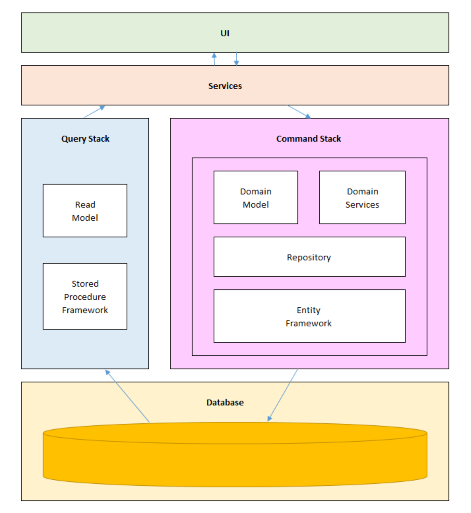 UI
Services
Query Stack
Read
Model
Stored
Procedure
Framework
Command Stack
Domain
Model
Domain
Services
Repository
Entity
Framework
Database